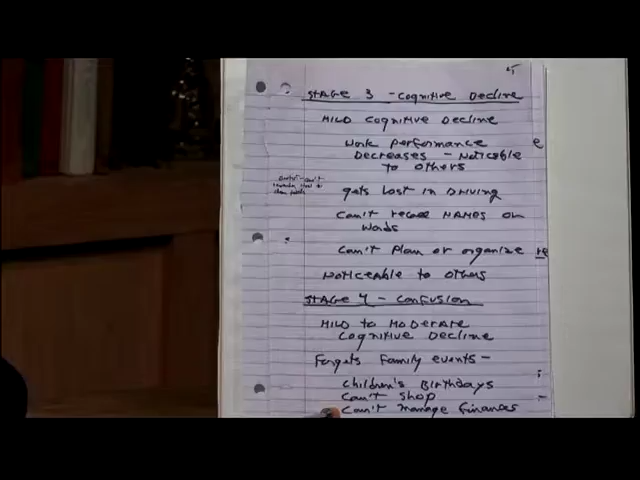 STAGE 3 - Cognitive Decline
MILD Cognitive Decline
Work Performance
Decreases - Noticable
to others
gets Lost in Driving
Can't recall NAMES or
Words
Can't Plan or organize
Noticeable to others
STAGE 4 - Confusion
MILD to MoDerate
Cognitive Decline
Forgets Family events -
Children's Birthdays
Can't Shop
Can't Manage Finances